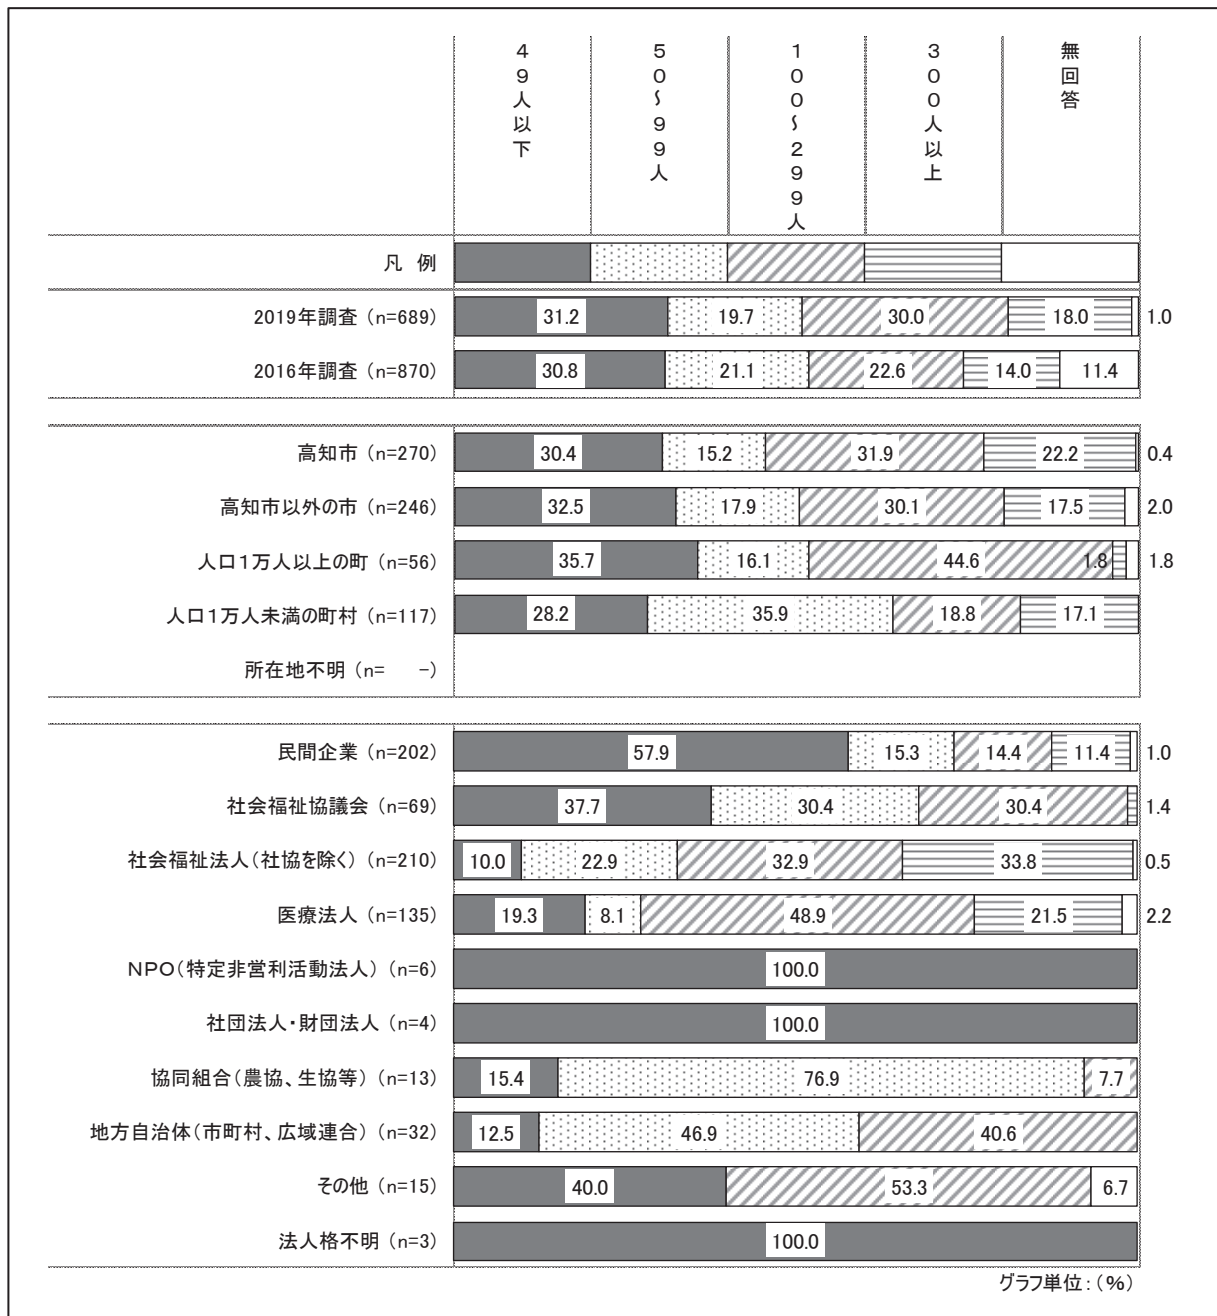 49人以下
50~99人
100~299人
300人以上
無回答
凡 例
2019年調査 (n=689) 31.2 19.7 30.0 18.0 1.0
2016年調査 (n=870) 30.8 21.1 22.6 14.0 11.4
高知市 (n=270) 30.4 15.2 31.9 22.2 0.4
高知市以外の市 (n=246) 32.5 17.9 30.1 17.5 2.0
人口1万人以上の町 (n=56) 35.7 16.1 44.6 1.8 1.8
人口1万人未満の町村 (n=117) 28.2 35.9 18.8 17.1
所在地不明 (n= -)
民間企業 (n=202) 57.9 15.3 14.4 11.4 1.0
社会福祉協議会 (n=69) 37.7 30.4 30.4 1.4
社会福祉法人(社協を除く) (n=210) 10.0 22.9 32.9 33.8 0.5
医療法人 (n=135) 19.3 8.1 48.9 21.5 2.2
NPO(特定非営利活動法人) (n=6) 100.0
社団法人・財団法人 (n=4) 100.0
協同組合(農協、生協等) (n=13) 15.4 76.9 7.7
地方自治体(市町村、広域連合) (n=32) 12.5 46.9 40.6
その他 (n=15) 40.0 53.3 6.7
法人格不明 (n=3) 100.0
グラフ単位:(%)